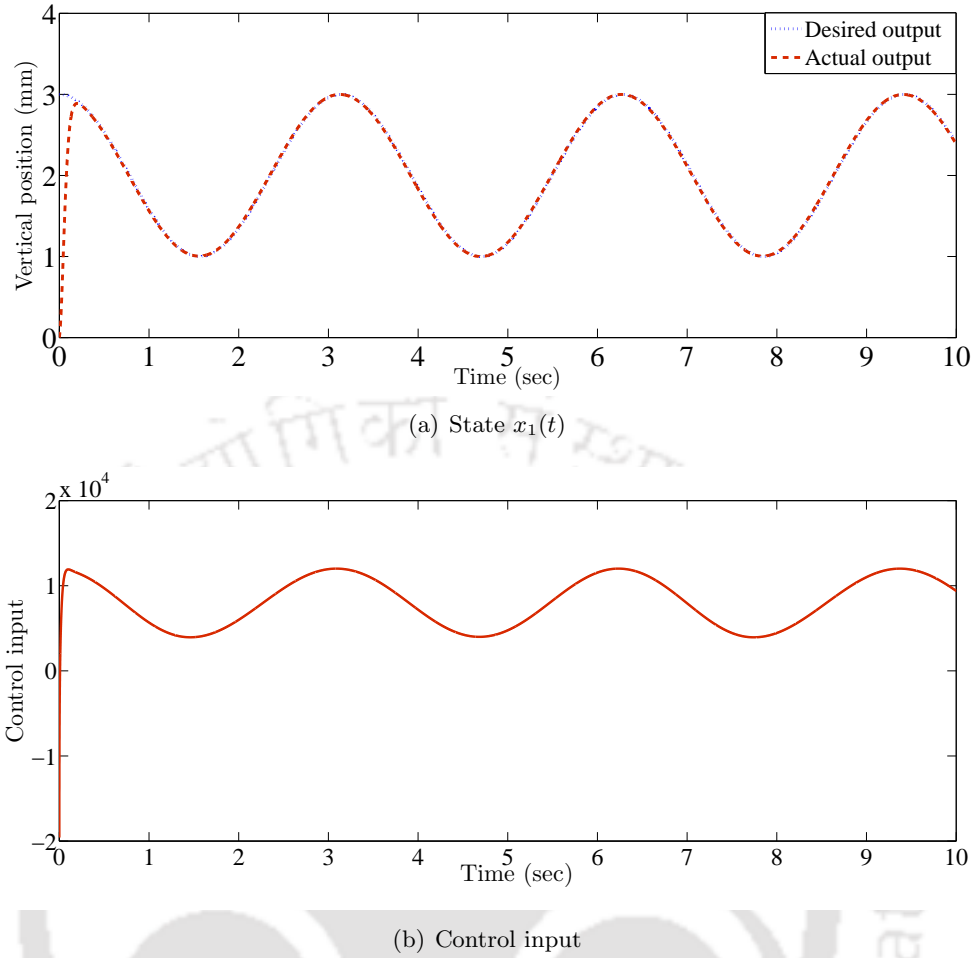 4
3
2
1
0
Vertical position (mm)
Desired output
Actual output
0 1 2 3 4 5 6 7 8 9 10
Time (sec)
(a) State x₁(t)
x 10⁴
2
1
0
−1
−2
Control input
0 1 2 3 4 5 6 7 8 9 10
Time (sec)
(b) Control input